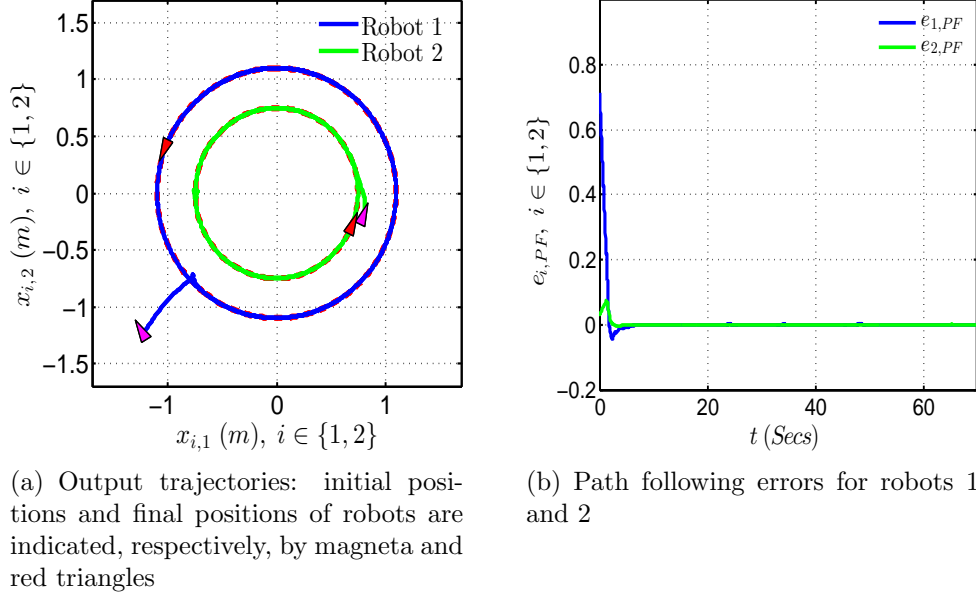 1.5
1
0.5
0
−0.5
−1
−1.5
−1
0
1
Robot 1
Robot 2
x_{i,2} (m), i ∈ {1, 2}
x_{i,1} (m), i ∈ {1, 2}
0.8
0.6
0.4
0.2
0
−0.2
0
20
40
60
e_{1,PF}
e_{2,PF}
e_{i,PF}, i ∈ {1, 2}
t (Secs)
(a) Output trajectories: initial posi-
tions and final positions of robots are
indicated, respectively, by magneta and
red triangles
(b) Path following errors for robots 1
and 2